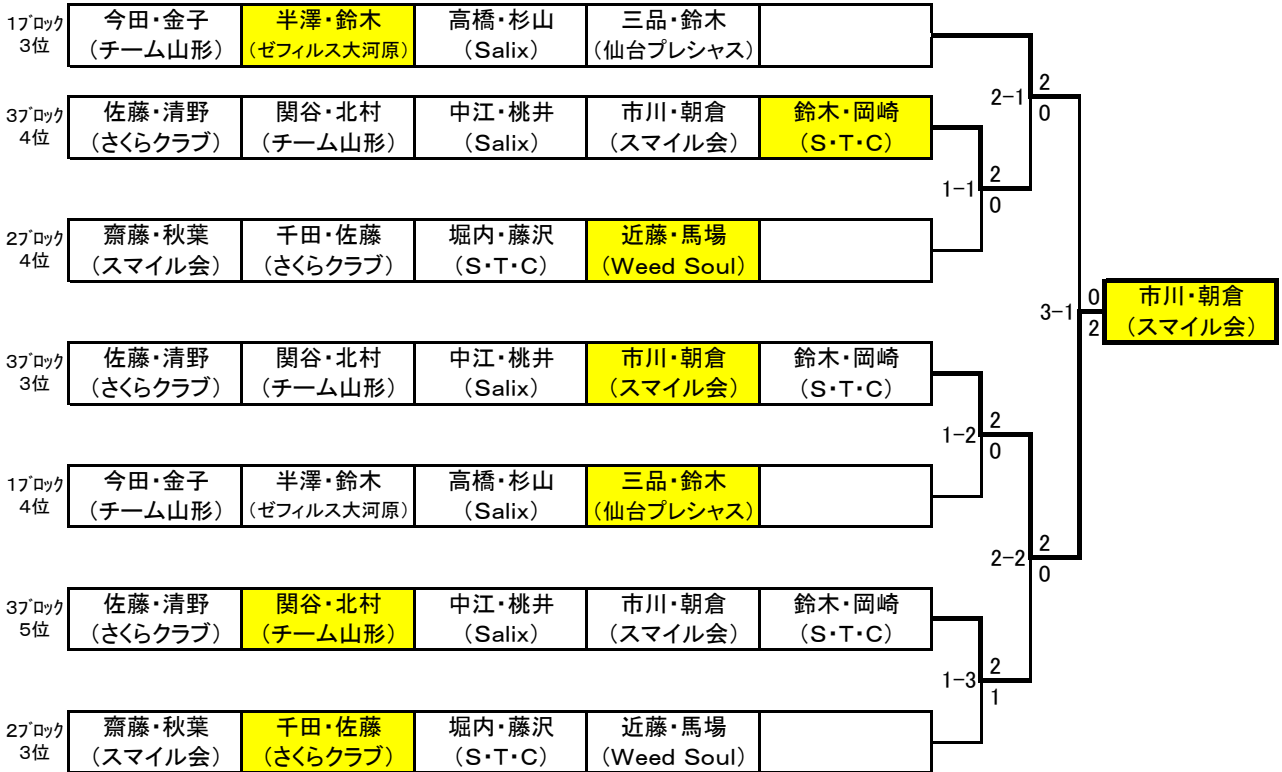 1ブロック
3位
今田・金子
（チーム山形）
半澤・鈴木
（ゼフィルス大河原）
高橋・杉山
（Salix）
三品・鈴木
（仙台プレシャス）
3ブロック
4位
佐藤・清野
（さくらクラブ）
関谷・北村
（チーム山形）
中江・桃井
（Salix）
市川・朝倉
（スマイル会）
鈴木・岡崎
（S・T・C）
2-1
2
0
1-1
2
0
2ブロック
4位
齋藤・秋葉
（スマイル会）
千田・佐藤
（さくらクラブ）
堀内・藤沢
（S・T・C）
近藤・馬場
（Weed Soul）
3-1
0
2
市川・朝倉
（スマイル会）
3ブロック
3位
佐藤・清野
（さくらクラブ）
関谷・北村
（チーム山形）
中江・桃井
（Salix）
市川・朝倉
（スマイル会）
鈴木・岡崎
（S・T・C）
1-2
2
0
1ブロック
4位
今田・金子
（チーム山形）
半澤・鈴木
（ゼフィルス大河原）
高橋・杉山
（Salix）
三品・鈴木
（仙台プレシャス）
2-2
2
0
3ブロック
5位
佐藤・清野
（さくらクラブ）
関谷・北村
（チーム山形）
中江・桃井
（Salix）
市川・朝倉
（スマイル会）
鈴木・岡崎
（S・T・C）
1-3
2
1
2ブロック
3位
齋藤・秋葉
（スマイル会）
千田・佐藤
（さくらクラブ）
堀内・藤沢
（S・T・C）
近藤・馬場
（Weed Soul）